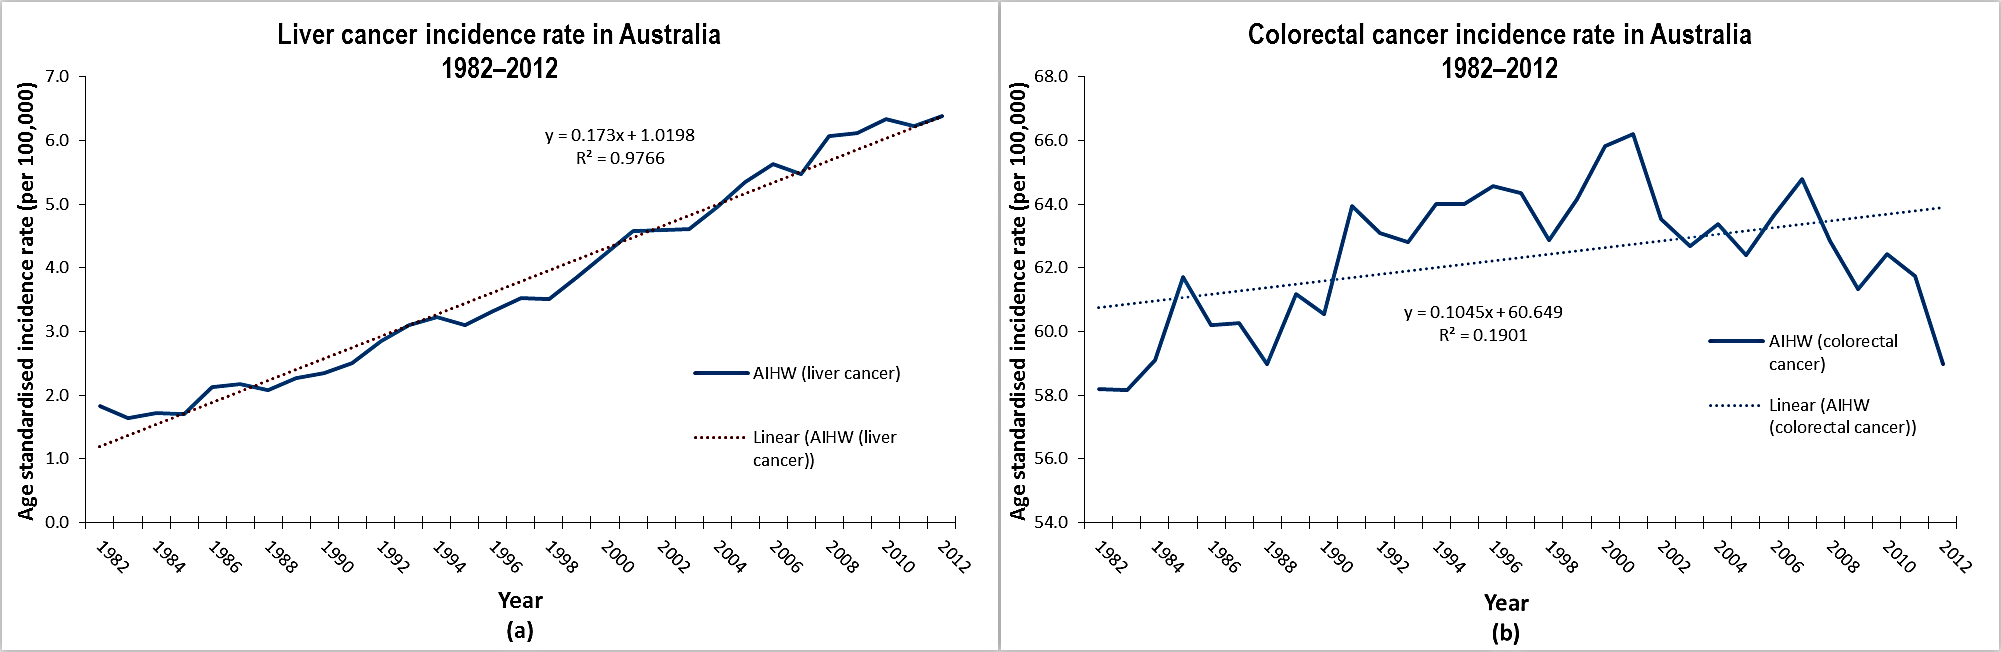 Liver cancer incidence rate in Australia
1982–2012
Age standardised incidence rate (per 100,000)
7.0
6.0
5.0
4.0
3.0
2.0
1.0
0.0
y = 0.173x + 1.0198
R² = 0.9766
AIHW (liver cancer)
Linear (AIHW (liver
cancer))
1982
1984
1986
1988
1990
1992
1994
1996
1998
2000
2002
2004
2006
2008
2010
2012
Year
(a)
Colorectal cancer incidence rate in Australia
1982–2012
Age standardised incidence rate (per 100,000)
68.0
66.0
64.0
62.0
60.0
58.0
56.0
54.0
y = 0.1045x + 60.649
R² = 0.1901
AIHW (colorectal
cancer)
Linear (AIHW
(colorectal cancer))
1982
1984
1986
1988
1990
1992
1994
1996
1998
2000
2002
2004
2006
2008
2010
2012
Year
(b)